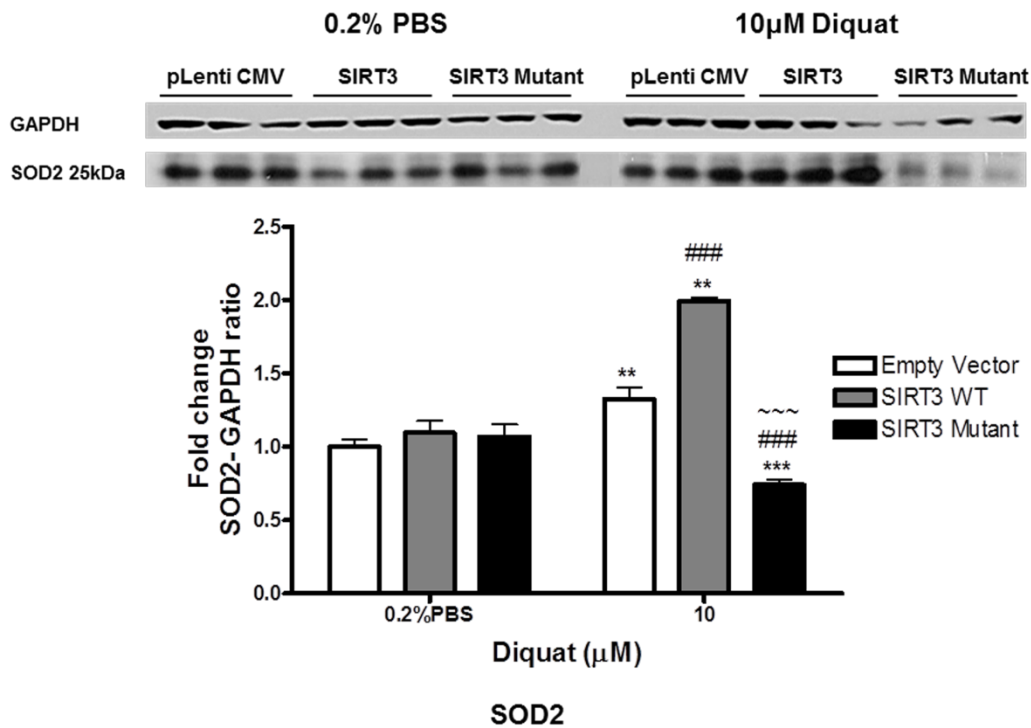 0.2% PBS 10µM Diquat
pLenti CMV SIRT3 SIRT3 Mutant pLenti CMV SIRT3 SIRT3 Mutant
GAPDH
SOD2 25kDa
2.5
2.0
1.5
1.0
0.5
0.0
Fold change
SOD2- GAPDH ratio
**
###
**
~~~
###
***
Empty Vector
SIRT3 WT
SIRT3 Mutant
0.2%PBS 10
Diquat (µM)
SOD2